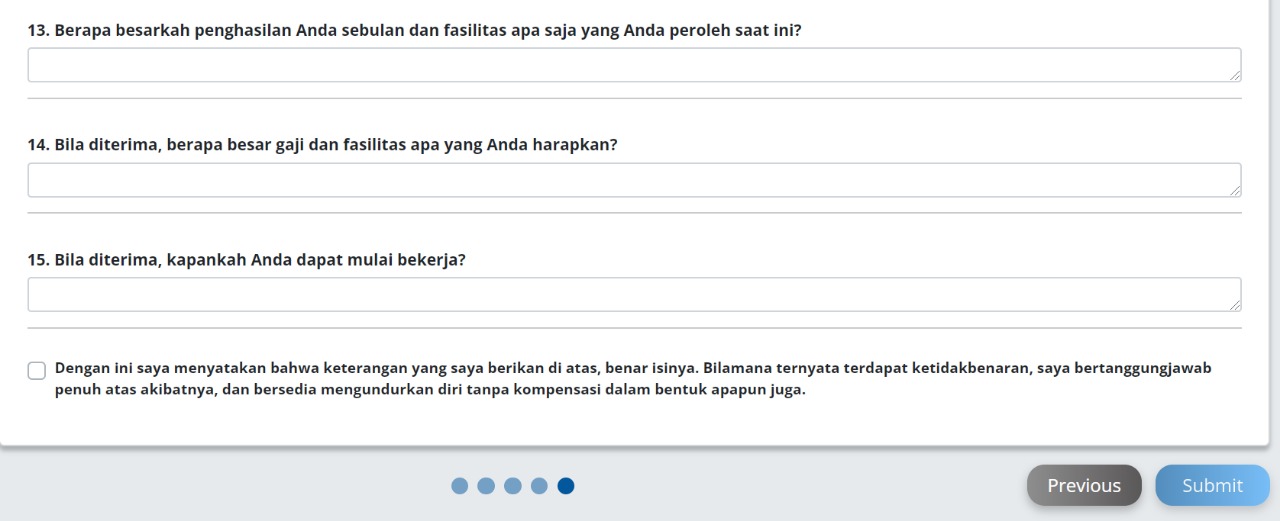 13. Berapa besarkah penghasilan Anda sebulan dan fasilitas apa saja yang Anda peroleh saat ini?
14. Bila diterima, berapa besar gaji dan fasilitas apa yang Anda harapkan?
15. Bila diterima, kapankah Anda dapat mulai bekerja?
Dengan ini saya menyatakan bahwa keterangan yang saya berikan di atas, benar isinya. Bilamana ternyata terdapat ketidakbenaran, saya bertanggungjawab
penuh atas akibatnya, dan bersedia mengundurkan diri tanpa kompensasi dalam bentuk apapun juga.
Previous
Submit